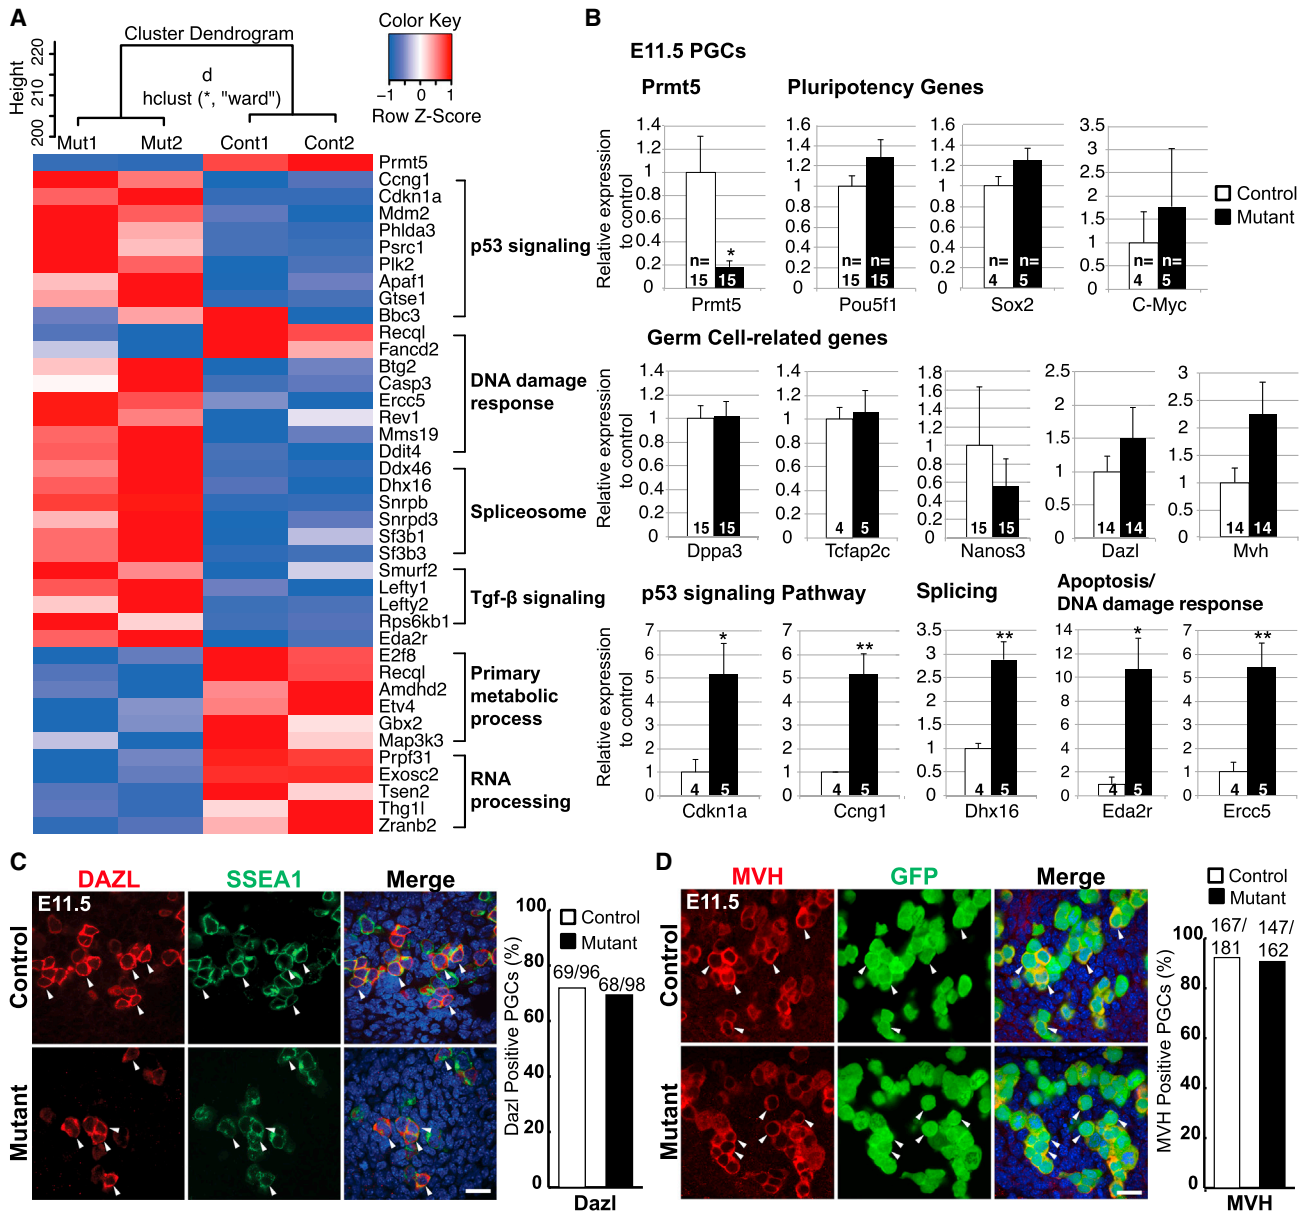 A
Cluster Dendrogram
Height
200 210 220
d
hclust (*, "ward")
Mut1 Mut2 Cont1 Cont2
Color Key
−1 0 1
Row Z-Score
Prmt5
Ccng1
Cdkn1a
Mdm2
Phlda3
Psrc1
Plk2
Apaf1
Gtse1
Bbc3
p53 signaling
Recql
Fancd2
Btg2
Casp3
Ercc5
Rev1
Mms19
Ddit4
DNA damage
response
Ddx46
Dhx16
Snrpb
Snrpd3
Sf3b1
Sf3b3
Spliceosome
Smurf2
Lefty1
Lefty2
Rps6kb1
Tgf-β signaling
Eda2r
E2f8
Recql
Amdhd2
Etv4
Gbx2
Map3k3
Primary
metabolic
process
Prpf31
Exosc2
Tsen2
Thg1l
Zranb2
RNA
processing
B
E11.5 PGCs
Prmt5
Pluripotency Genes
Relative expression
to control
1.4
1.2
1
0.8
0.6
0.4
0.2
0
n=
15
*
15
Prmt5
1.6
1.4
1.2
1
0.8
0.6
0.4
0.2
0
n=
15
n=
15
Pou5f1
1.6
1.4
1.2
1
0.8
0.6
0.4
0.2
0
n=
4
n=
5
Sox2
3.5
3
2.5
2
1.5
1
0.5
0
n=
4
n=
5
C-Myc
Control
Mutant
Germ Cell-related genes
Relative expression
to control
1.4
1.2
1
0.8
0.6
0.4
0.2
0
15 15
Dppa3
1.4
1.2
1
0.8
0.6
0.4
0.2
0
4 5
Tcfap2c
1.8
1.6
1.4
1.2
1
0.8
0.6
0.4
0.2
0
15 15
Nanos3
2.5
2
1.5
1
0.5
0
14 14
Dazl
3
2.5
2
1.5
1
0.5
0
14 14
Mvh
p53 signaling Pathway
Splicing
Apoptosis/
DNA damage response
Relative expression
to control
7
6
5
4
3
2
1
0
*
4 5
Cdkn1a
7
6
5
4
3
2
1
0
**
4 5
Ccng1
3.5
3
2.5
2
1.5
1
0.5
0
**
4 5
Dhx16
14
12
10
8
6
4
2
0
*
4 5
Eda2r
7
6
5
4
3
2
1
0
**
4 5
Ercc5
C
DAZL SSEA1 Merge
E11.5
Control
Mutant
Dazl Positive PGCs (%)
100
80
60
40
20
0
Control
Mutant
69/96
68/98
Dazl
D
MVH GFP Merge
E11.5
Control
Mutant
Control
Mutant
MVH Positive PGCs (%)
100
80
60
40
20
0
167/
181
147/
162
MVH